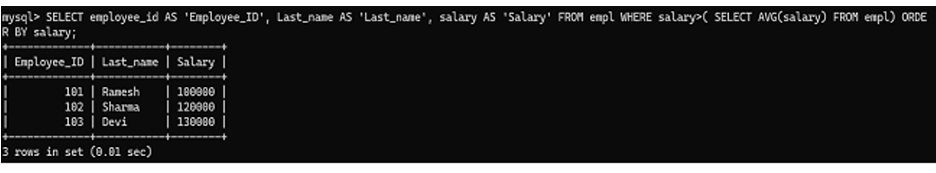 mysql> SELECT employee_id AS 'Employee_ID', Last_name AS 'Last_name', salary AS 'Salary' FROM empl WHERE salary>( SELECT AVG(salary) FROM empl) ORDE
R BY salary;
+-------------+-----------+--------+
| Employee_ID | Last_name | Salary |
+-------------+-----------+--------+
|         101 | Ramesh    | 100000 |
|         102 | Sharma    | 120000 |
|         103 | Devi      | 130000 |
+-------------+-----------+--------+
3 rows in set (0.01 sec)